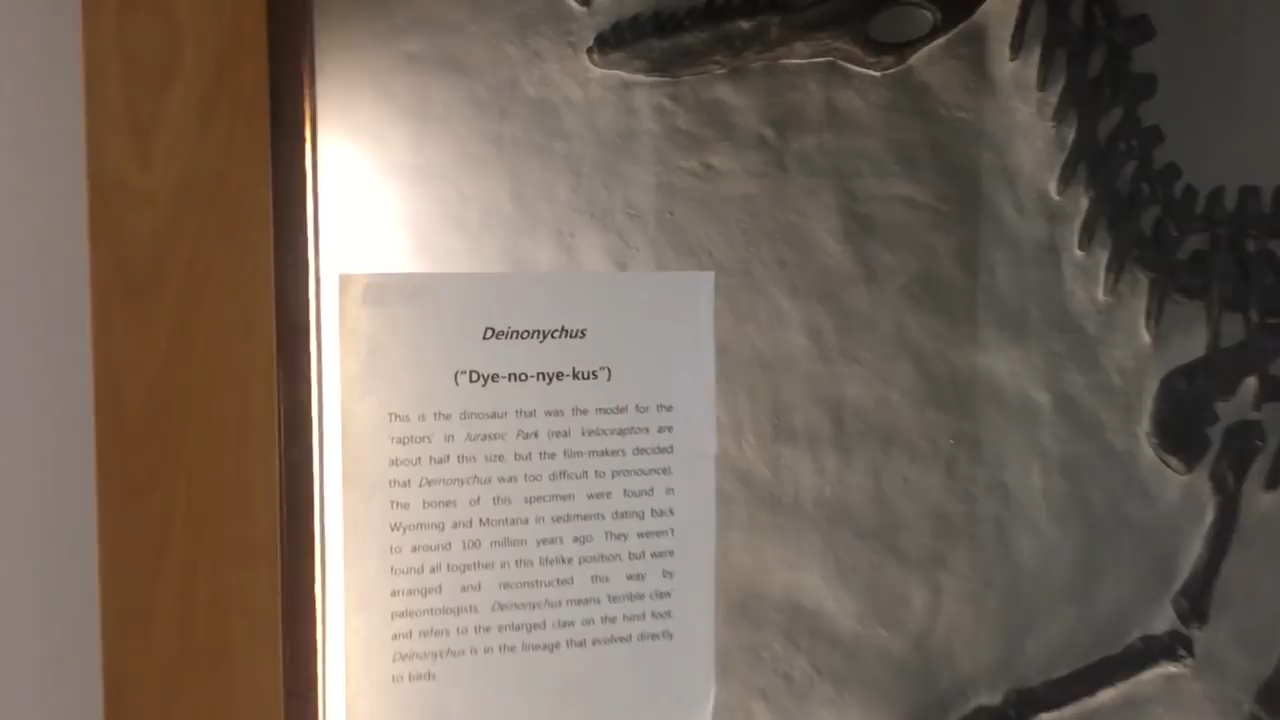 Deinonychus
("Dye-no-nye-kus")
This is the dinosaur that was the model for the
'raptors' in Jurassic Park (real Velociraptors are
about half this size, but the film-makers decided
that Deinonychus was too difficult to pronounce).
The bones of this specimen were found in
Wyoming and Montana in sediments dating back
to around 100 million years ago. They weren't
found all together in this lifelike position, but were
arranged and reconstructed this way by
paleontologists. Deinonychus means 'terrible claw'
and refers to the enlarged claw on the hind foot.
Deinonychus is in the lineage that evolved directly
to birds.